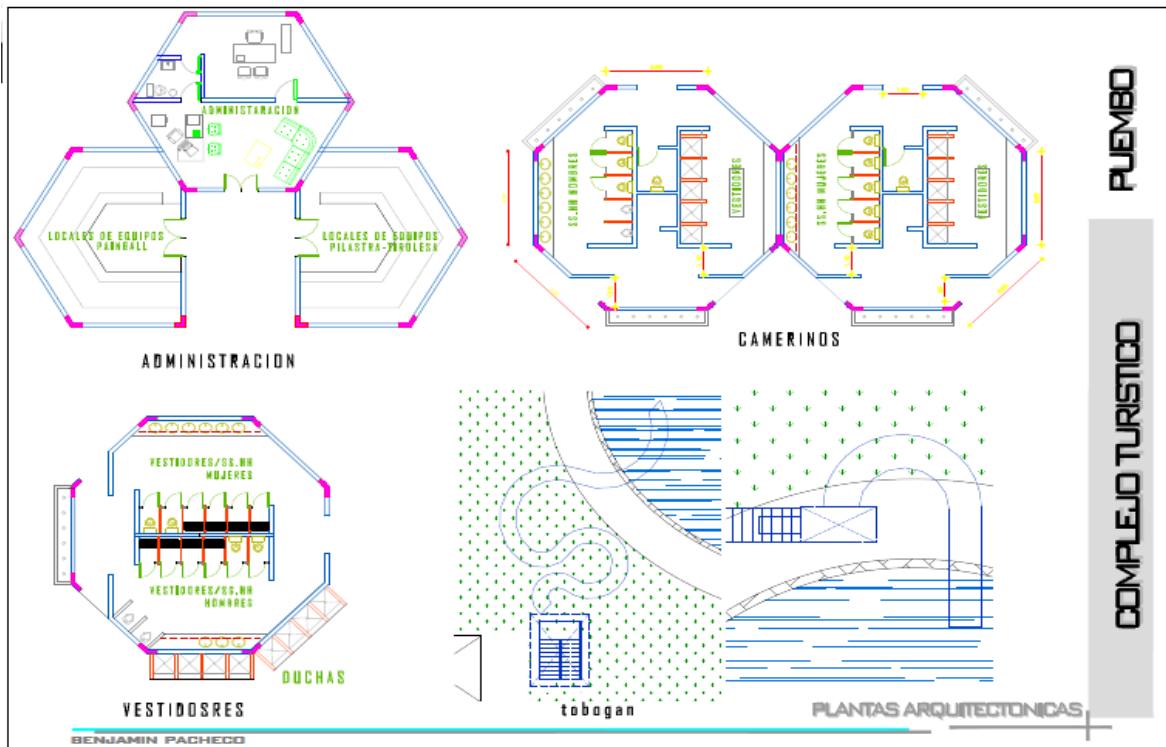 ADMINISTARACION
LOCALES DE EQUIPOS
PAINBALL
LOCALES DE EQUIPOS
PILASTRA-TIROLESA
ADMINISTRACION
SS.HH HOMBRES
VESTIDORES
SS.HH MUJERES
VESTIDORES
CAMERINOS
VESTIDORES/SS.HH
MUJERES
VESTIDORES/SS.HH
HOMBRES
DUCHAS
VESTIDOSRES
tobogan
PLANTAS ARQUITECTONICAS
BENJAMIN PACHECO
PUEMBO
COMPLEJO TURISTICO